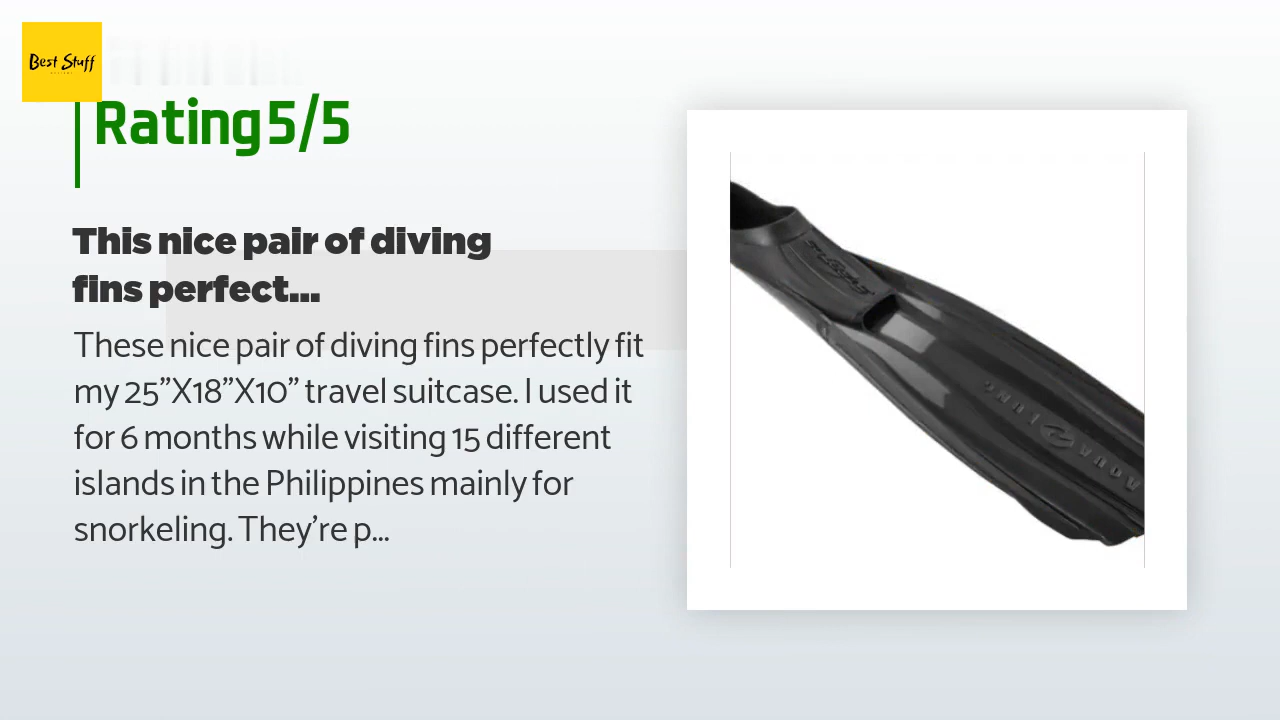 Best Stuff
Rating 5/5
This nice pair of diving
fins perfect...
These nice pair of diving fins perfectly fit
my 25”X18”X10” travel suitcase. I used it
for 6 months while visiting 15 different
islands in the Philippines mainly for
snorkeling. They’re p...
AQUA LUNG